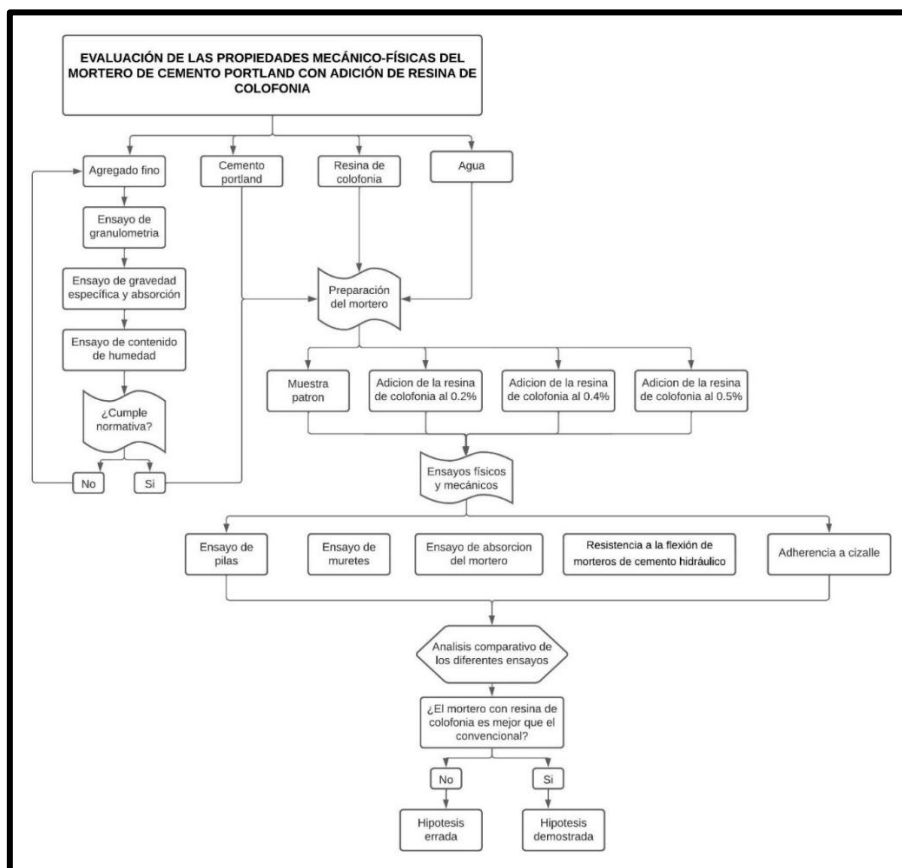 EVALUACIÓN DE LAS PROPIEDADES MECÁNICO-FÍSICAS DEL
MORTERO DE CEMENTO PORTLAND CON ADICIÓN DE RESINA DE
COLOFONIA
Agregado fino
Cemento
portland
Resina de
colofonia
Agua
Ensayo de
granulometria
Ensayo de gravedad
específica y absorción
Ensayo de contenido
de humedad
¿Cumple
normativa?
No
Si
Preparación
del mortero
Muestra
patron
Adicion de la resina
de colofonia al 0.2%
Adicion de la resina
de colofonia al 0.4%
Adicion de la resina
de colofonia al 0.5%
Ensayos físicos
y mecánicos
Ensayo de
pilas
Ensayo de
muretes
Ensayo de absorcion
del mortero
Resistencia a la flexión de
morteros de cemento hidráulico
Adherencia a cizalle
Analisis comparativo de
los diferentes ensayos
¿El mortero con resina de
colofonia es mejor que el
convencional?
No
Si
Hipotesis
errada
Hipotesis
demostrada